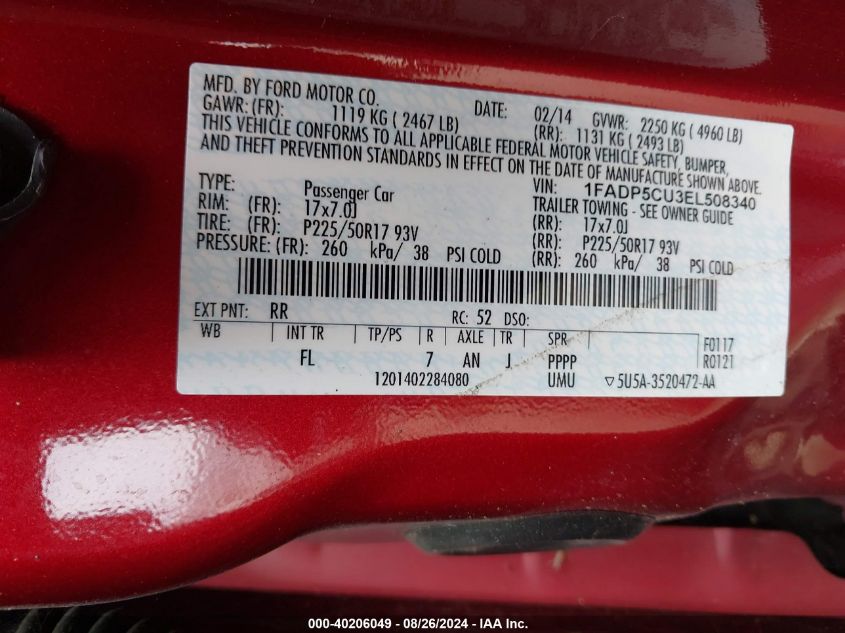 MFD. BY FORD MOTOR CO. DATE: 02/14 GVWR: 2250 KG ( 4960 LB)
GAWR: (FR): 1119 KG ( 2467 LB) (RR): 1131 KG ( 2493 LB)
THIS VEHICLE CONFORMS TO ALL APPLICABLE FEDERAL MOTOR VEHICLE SAFETY, BUMPER,
AND THEFT PREVENTION STANDARDS IN EFFECT ON THE DATE OF MANUFACTURE SHOWN ABOVE.
VIN: 1FADP5CU3EL508340
TYPE: Passenger Car TRAILER TOWING - SEE OWNER GUIDE
RIM: (FR): 17x7.0J (RR): 17x7.0J
TIRE: (FR): P225/50R17 93V (RR): P225/50R17 93V
PRESSURE: (FR): 260 kPa/ 38 PSI COLD (RR): 260 kPa/ 38 PSI COLD
EXT PNT: RR RC: 52 DSO:
WB INT TR TP/PS R AXLE TR SPR F0117
FL 7 AN J PPPP R0121
1201402284080 UMU ▽5U5A-3520472-AA
000-40206049 - 08/26/2024 - IAA Inc.